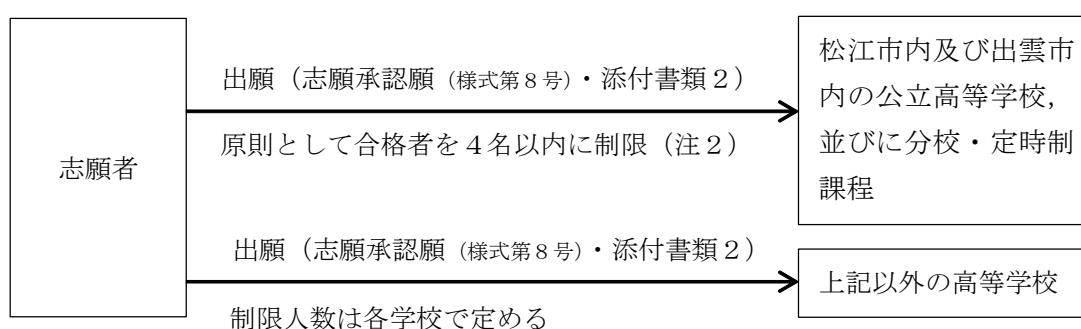 志願者
出願（志願承認願（様式第８号）・添付書類２）
原則として合格者を４名以内に制限（注２）
松江市内及び出雲市
内の公立高等学校，
並びに分校・定時制
課程
出願（志願承認願（様式第８号）・添付書類２）
制限人数は各学校で定める
上記以外の高等学校